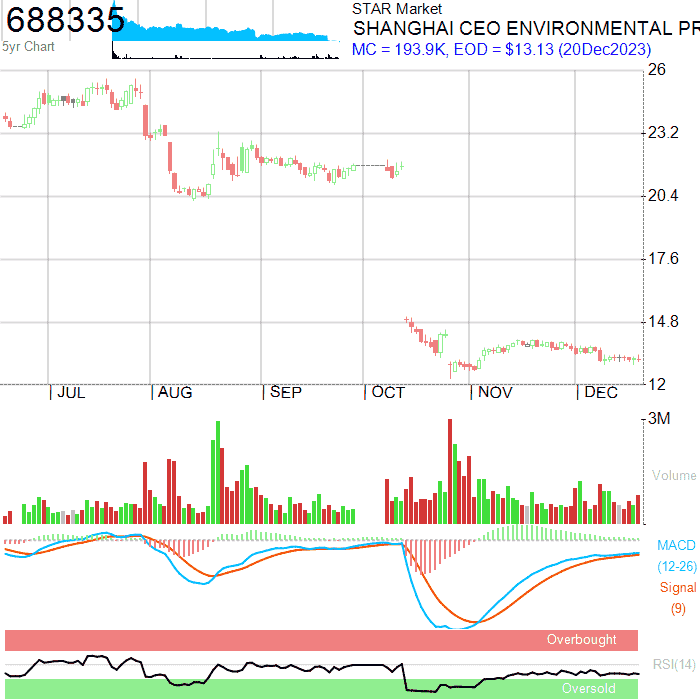 688335
5yr Chart
STAR Market
SHANGHAI CEO ENVIRONMENTAL PR
MC = 193.9K, EOD = $13.13 (20Dec2023)
26
23.2
20.4
17.6
14.8
12
JUL
AUG
SEP
OCT
NOV
DEC
3M
Volume
MACD
(12-26)
Signal
(9)
Overbought
RSI(14)
Oversold